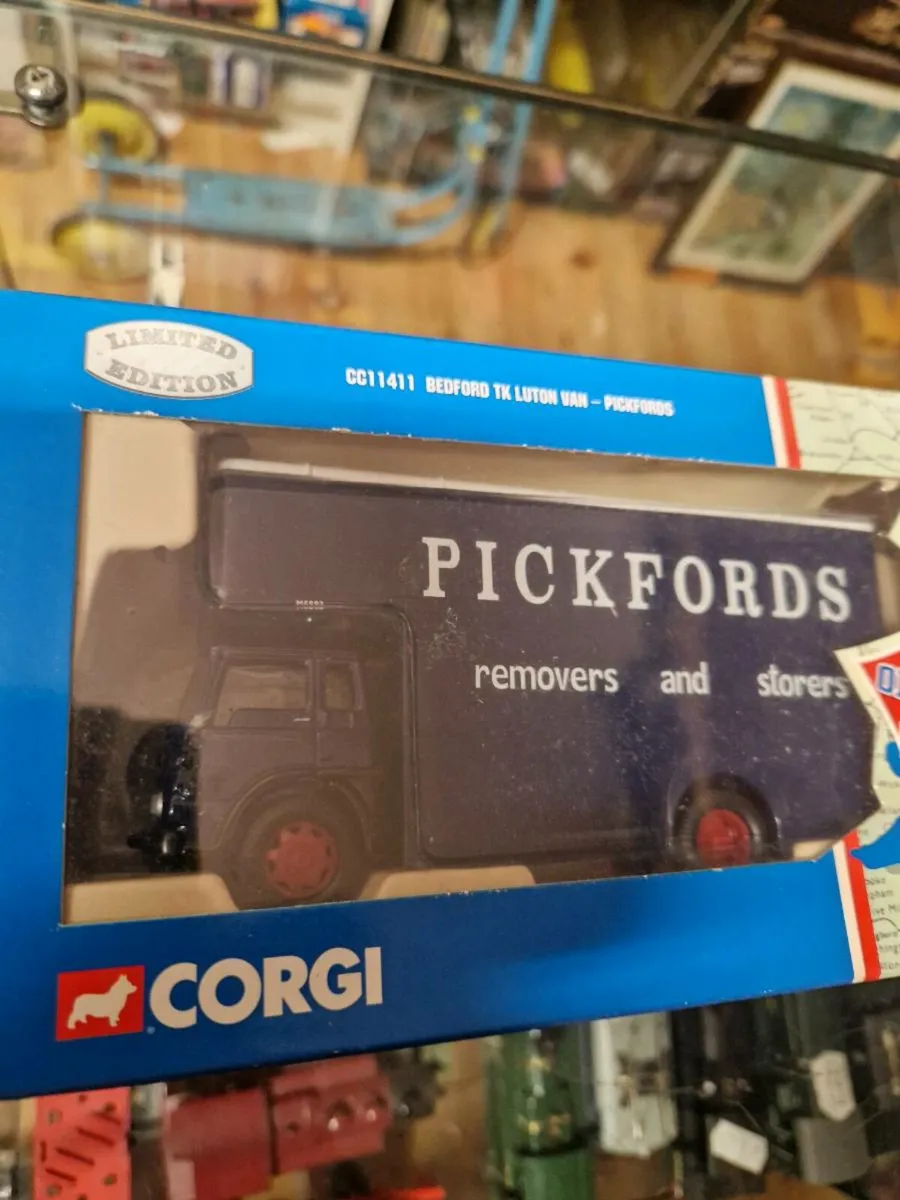 LIMITED
EDITION
CC11411 BEDFORD TK LUTON VAN – PICKFORDS
PICKFORDS
removers and storers
CORGI